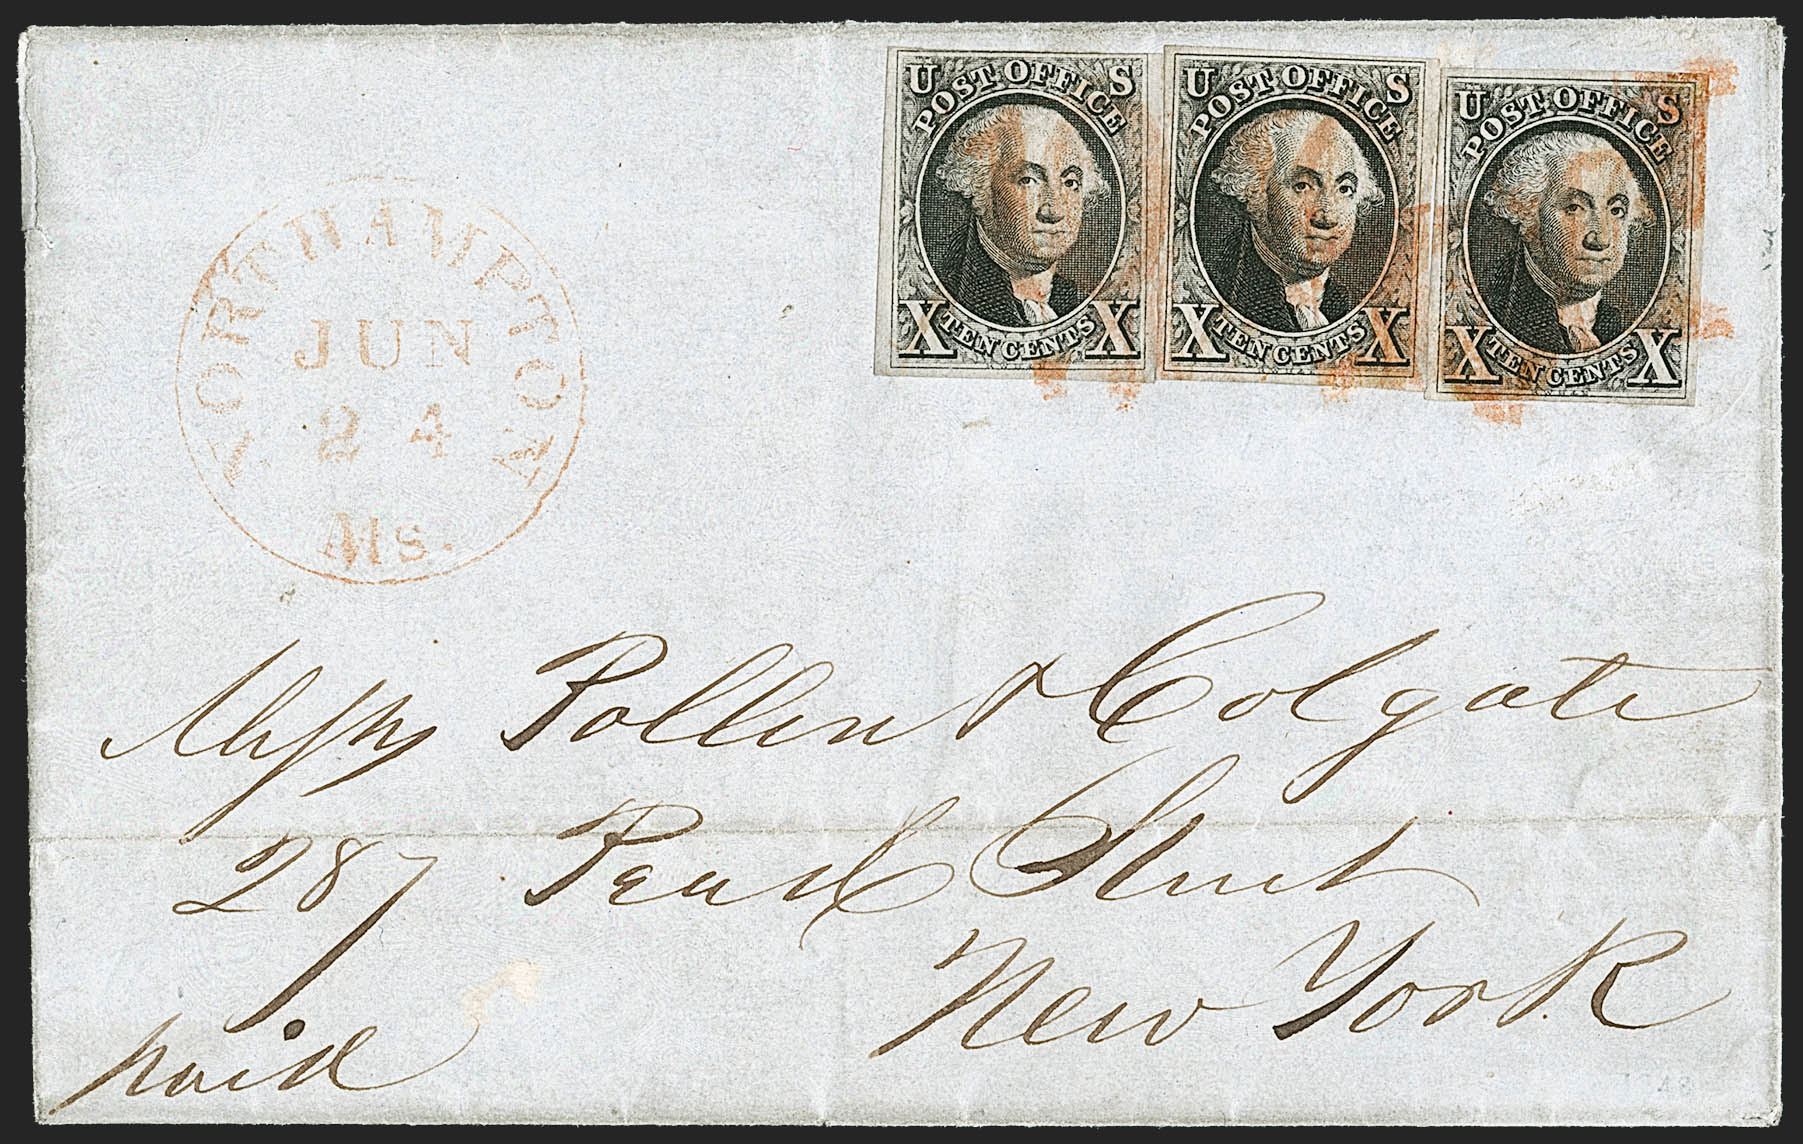 U POST OFFICE S
X TEN CENTS X
U POST OFFICE S
X TEN CENTS X
U POST OFFICE S
X TEN CENTS X
NORTHAMPTON
JUN
24
Ms.
Messrs Pollen & Colgate
287 Pearl Street
New York
paid